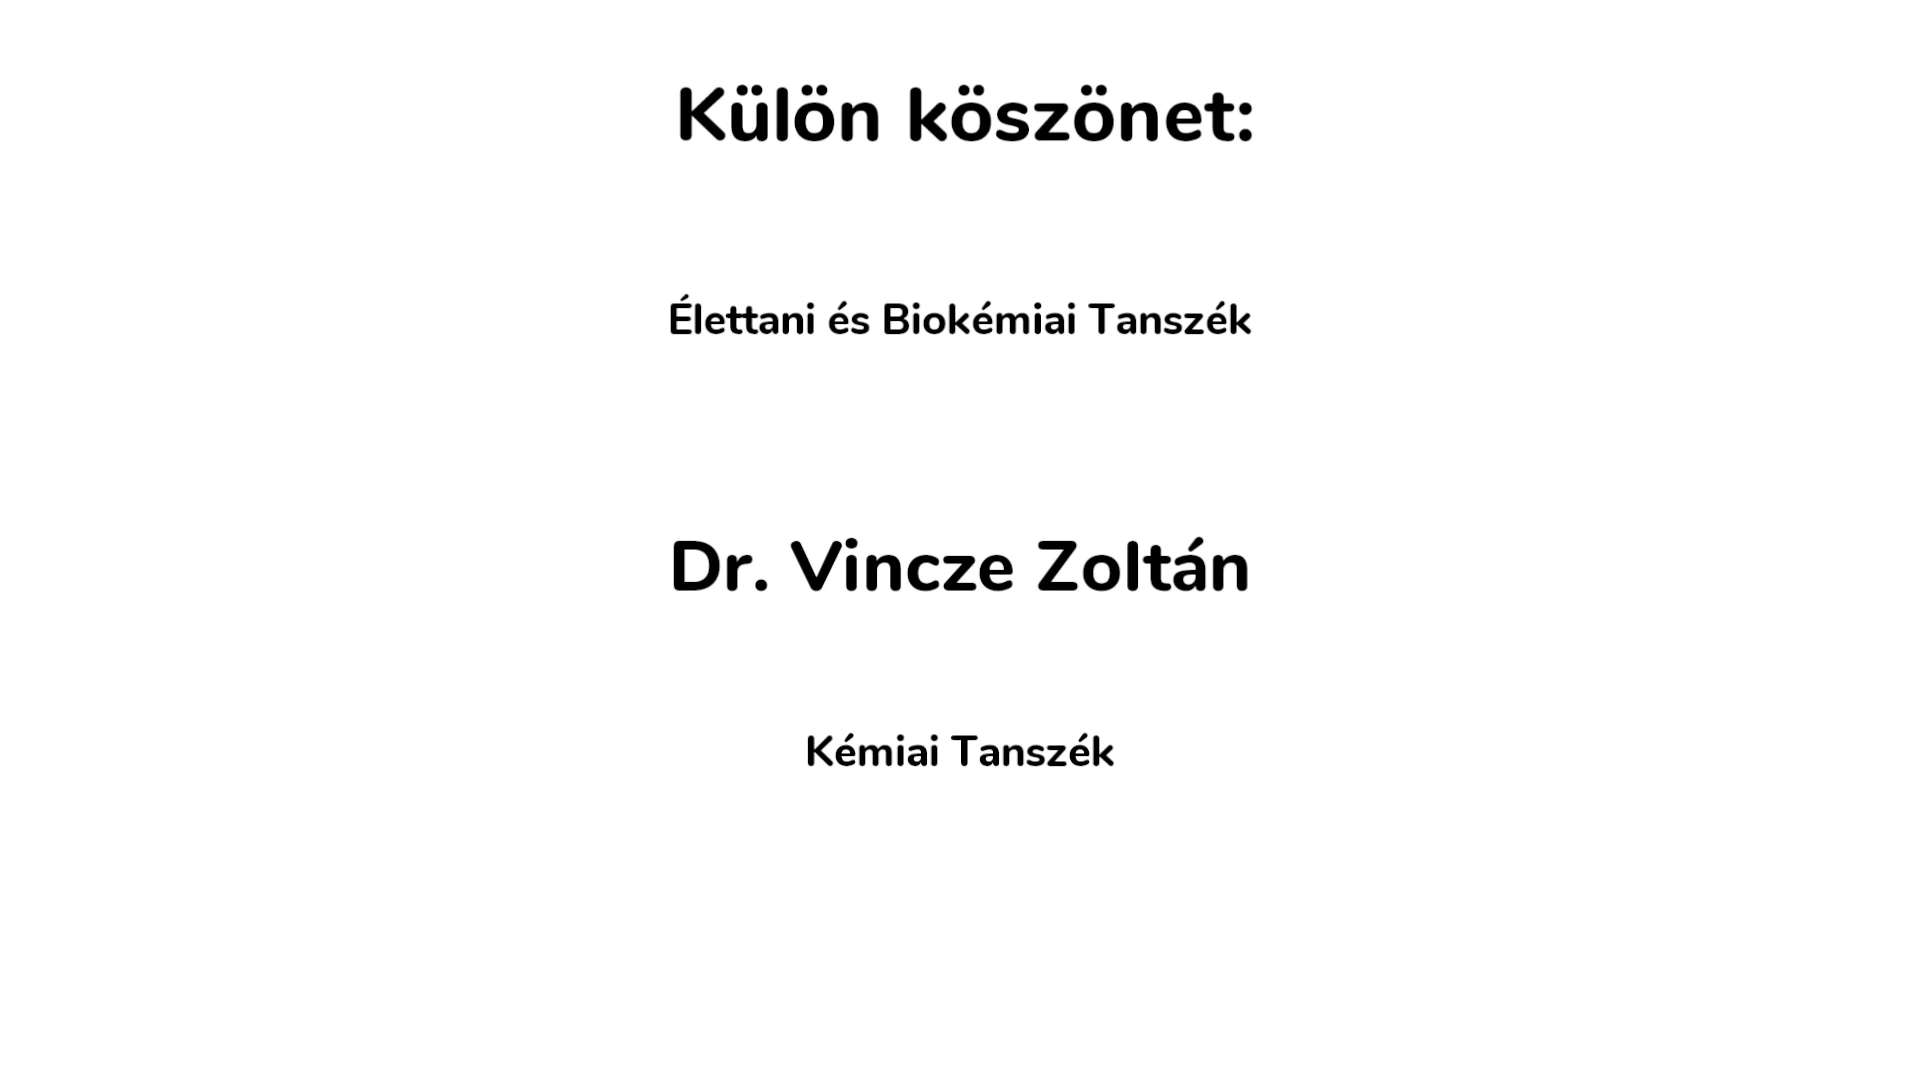 Külön köszönet:
Élettani és Biokémiai Tanszék
Dr. Vincze Zoltán
Kémiai Tanszék